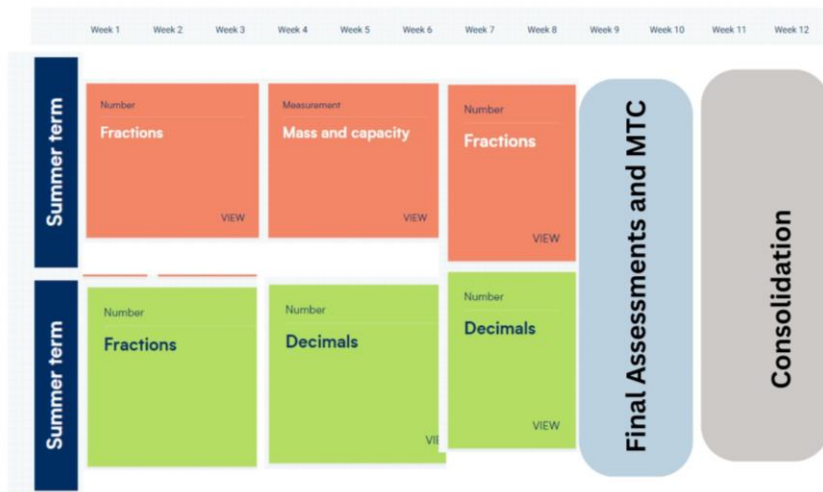 Week 1 Week 2 Week 3 Week 4 Week 5 Week 6 Week 7 Week 8 Week 9 Week 10 Week 11 Week 12
Summer term
Number
Fractions
VIEW
Measurement
Mass and capacity
VIEW
Number
Fractions
VIEW
Summer term
Number
Fractions
Number
Decimals
VIE
Number
Decimals
VIEW
Final Assessments and MTC
Consolidation